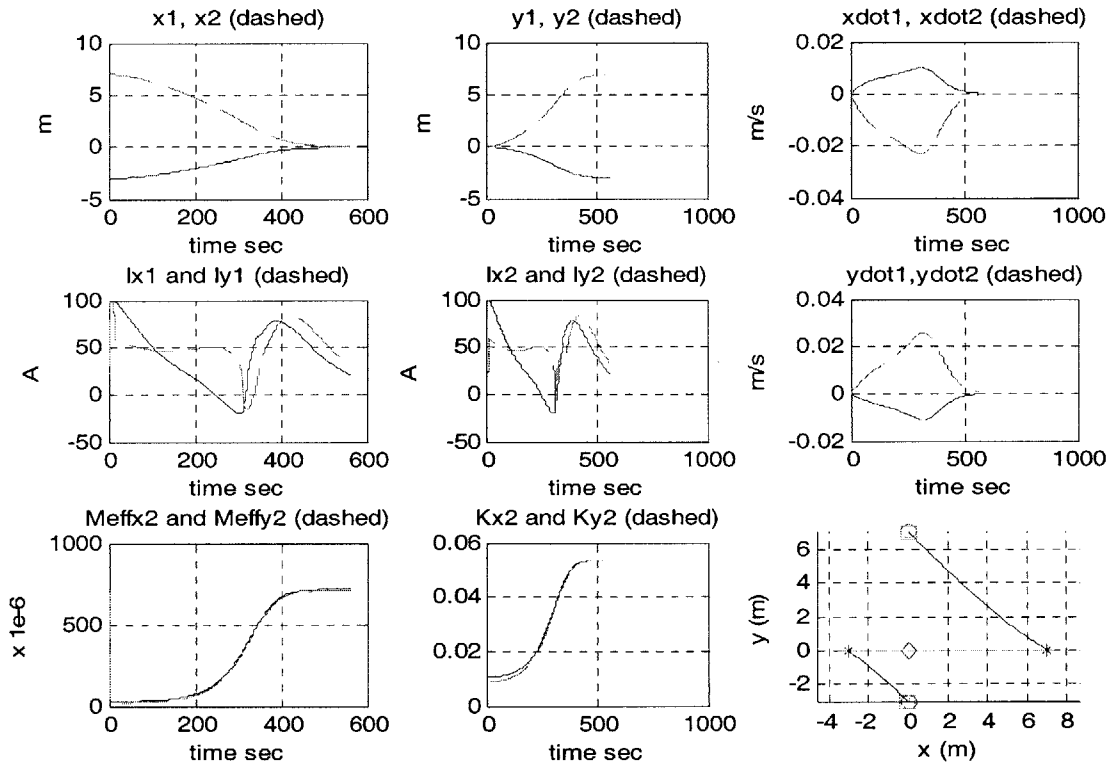 x1, x2 (dashed)
10
5
0
-5
m
0 200 400 600
time sec
y1, y2 (dashed)
10
5
0
-5
m
0 500 1000
time sec
xdot1, xdot2 (dashed)
0.02
0
-0.02
-0.04
m/s
0 500 1000
time sec
Ix1 and Iy1 (dashed)
100
50
0
-50
A
0 200 400 600
time sec
Ix2 and Iy2 (dashed)
100
50
0
-50
A
0 500 1000
time sec
ydot1,ydot2 (dashed)
0.04
0.02
0
-0.02
m/s
0 500 1000
time sec
Meffx2 and Meffy2 (dashed)
1000
500
0
x 1e-6
0 200 400 600
time sec
Kx2 and Ky2 (dashed)
0.06
0.04
0.02
0
0 500 1000
time sec
6
4
2
0
-2
y (m)
-4 -2 0 2 4 6 8
x (m)